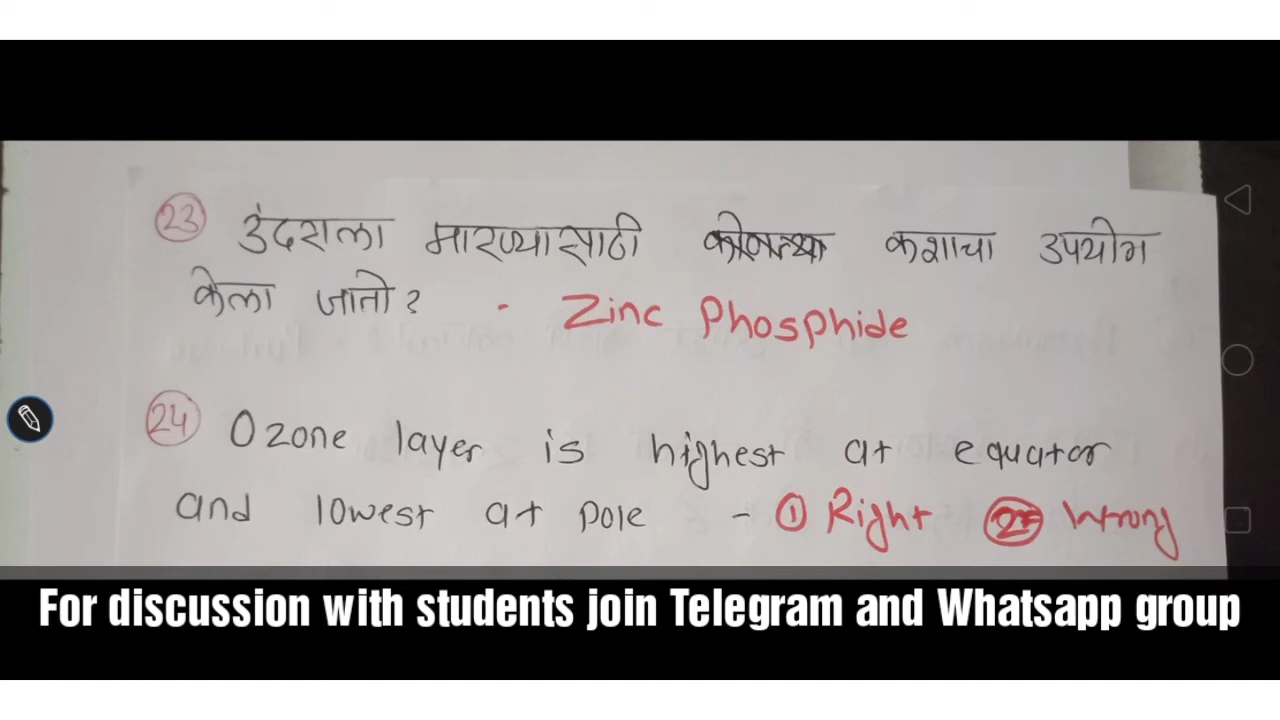 23 उंदराला मारण्यासाठी कशाचा उपयोग
केला जातो? - Zinc Phosphide
24 Ozone layer is highest at equator
and lowest at pole - 1 Right 2 Wrong
For discussion with students join Telegram and Whatsapp group